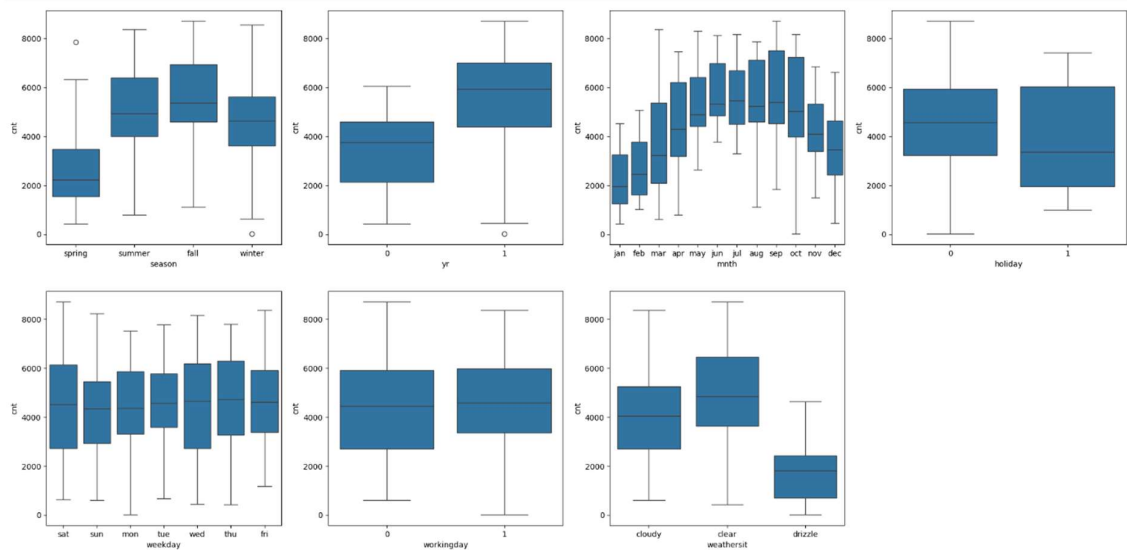 cnt
8000
6000
4000
2000
0
spring summer fall winter
season
cnt
8000
6000
4000
2000
0
0 1
yr
cnt
8000
6000
4000
2000
0
jan feb mar apr may jun jul aug sep oct nov dec
mnth
cnt
8000
6000
4000
2000
0
0 1
holiday
cnt
8000
6000
4000
2000
0
sat sun mon tue wed thu fri
weekday
cnt
8000
6000
4000
2000
0
0 1
workingday
cnt
8000
6000
4000
2000
0
cloudy clear drizzle
weathersit